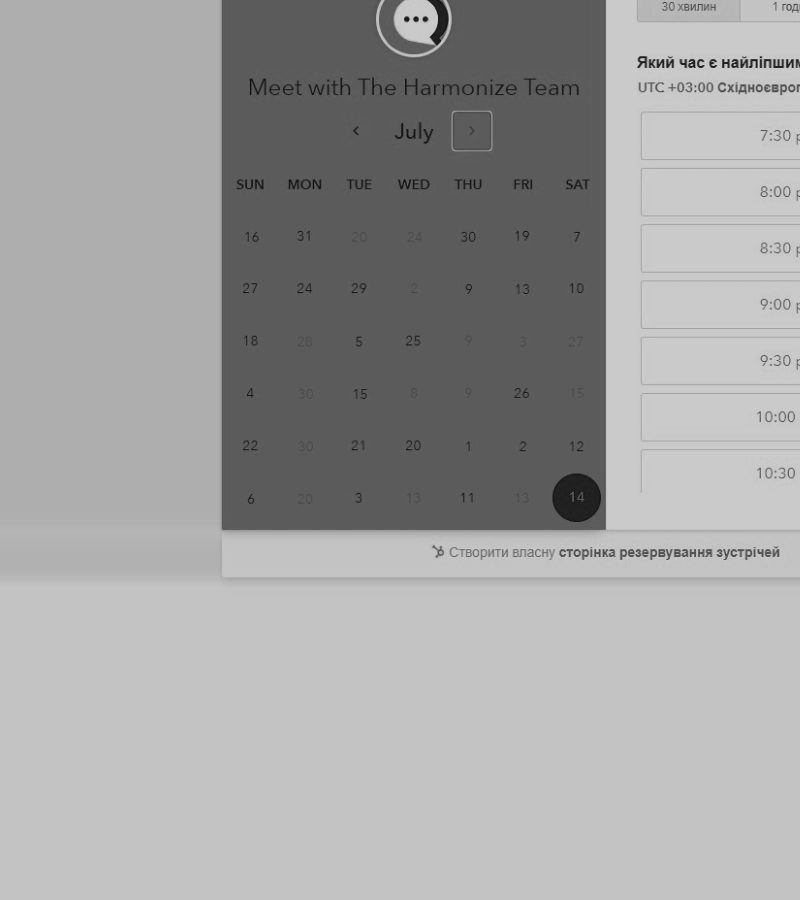 30 хвилин
Meet with The Harmonize Team
July
SUN MON TUE WED THU FRI SAT
16 31 20 24 30 19 7
27 24 29 2 9 13 10
18 28 5 25 9 3 27
4 30 15 8 9 26 15
22 30 21 20 1 2 12
6 20 3 13 11 13 14
Який час є
UTC +03:00
7:30
8:00
8:30
9:00
9:30
10:00
10:30
Створити власну сторінка резервування зустрічей